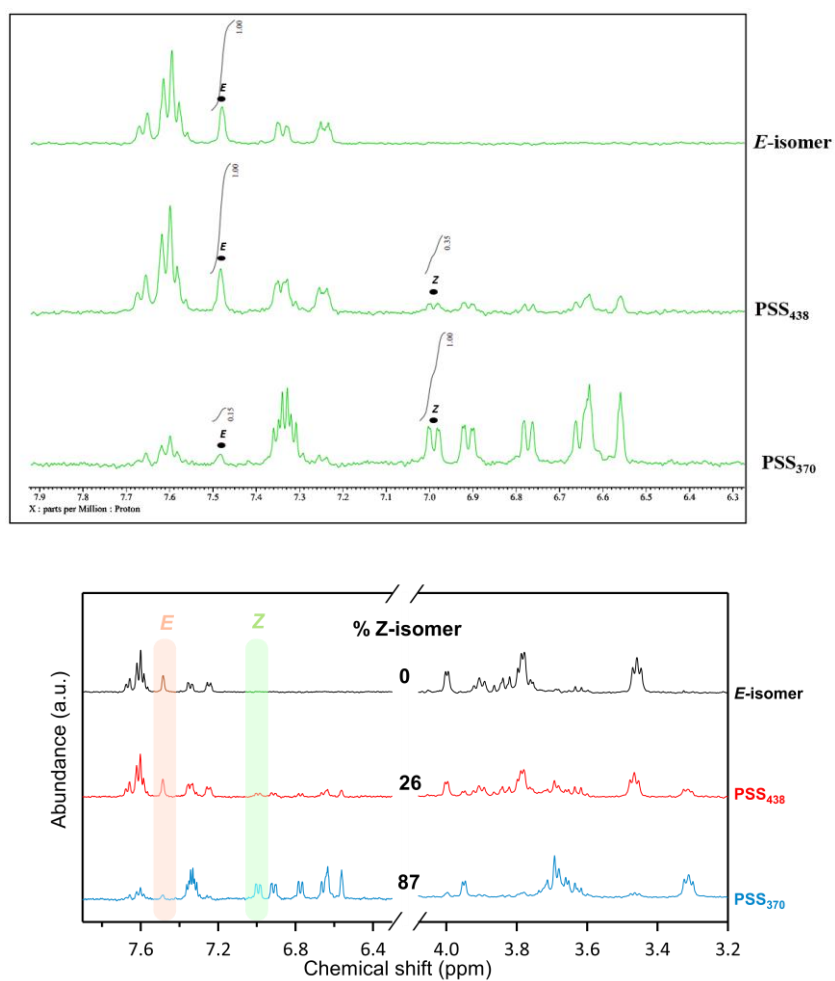 1.00
E
E-isomer
1.00
E
0.35
Z
PSS438
1.00
0.15
E
Z
PSS370
7.9 7.8 7.7 7.6 7.5 7.4 7.3 7.2 7.1 7.0 6.9 6.8 6.7 6.6 6.5 6.4 6.3
X : parts per Million : Proton
E Z % Z-isomer
0
E-isomer
26
PSS438
87
PSS370
Abundance (a.u.)
7.6 7.2 6.8 6.4 4.0 3.8 3.6 3.4 3.2
Chemical shift (ppm)